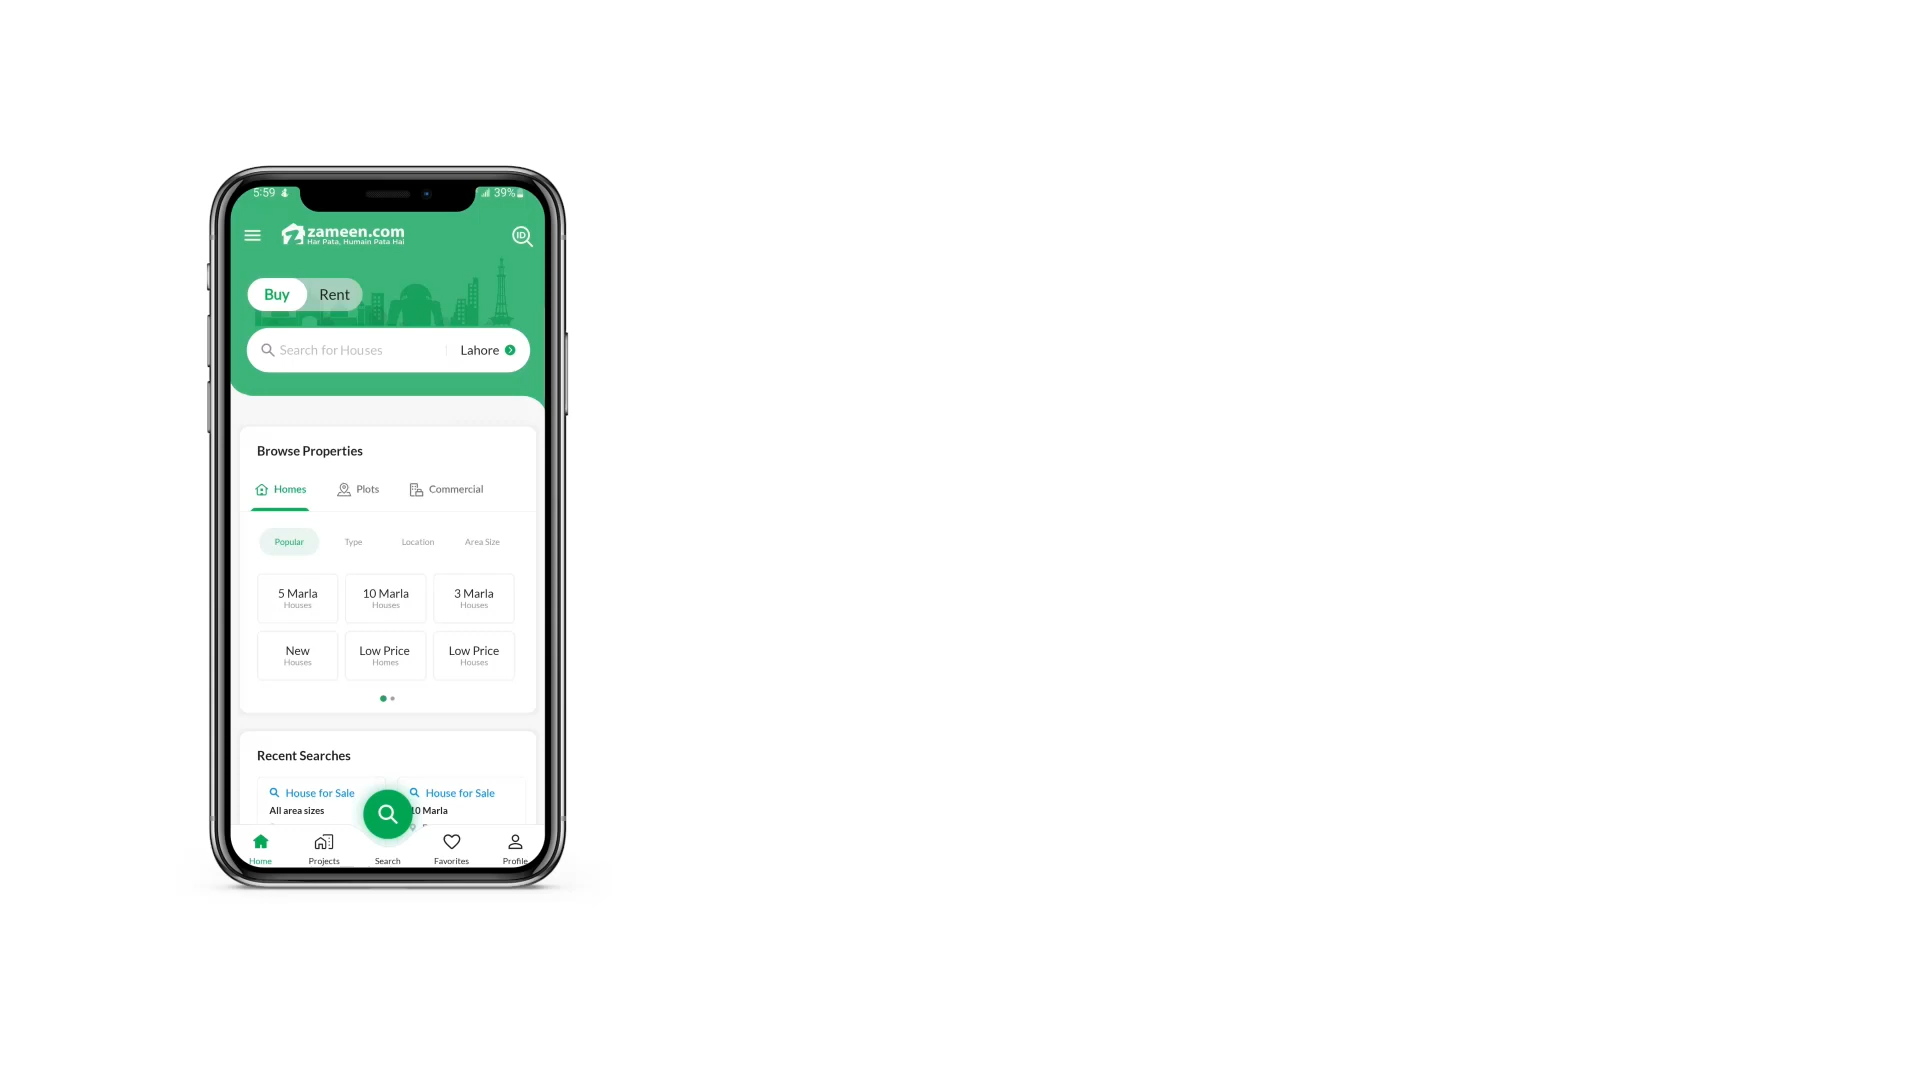 5:59
39%
zameen.com
Har Pata, Humain Pata Hai
ID
Buy Rent
Search for Houses Lahore
Browse Properties
Homes Plots Commercial
Popular Type Location Area Size
5 Marla 10 Marla 3 Marla
Houses Houses Houses
New Low Price Low Price
Houses Homes Houses
Recent Searches
House for Sale House for Sale
All area sizes 10 Marla
Home Projects Search Favorites Profile